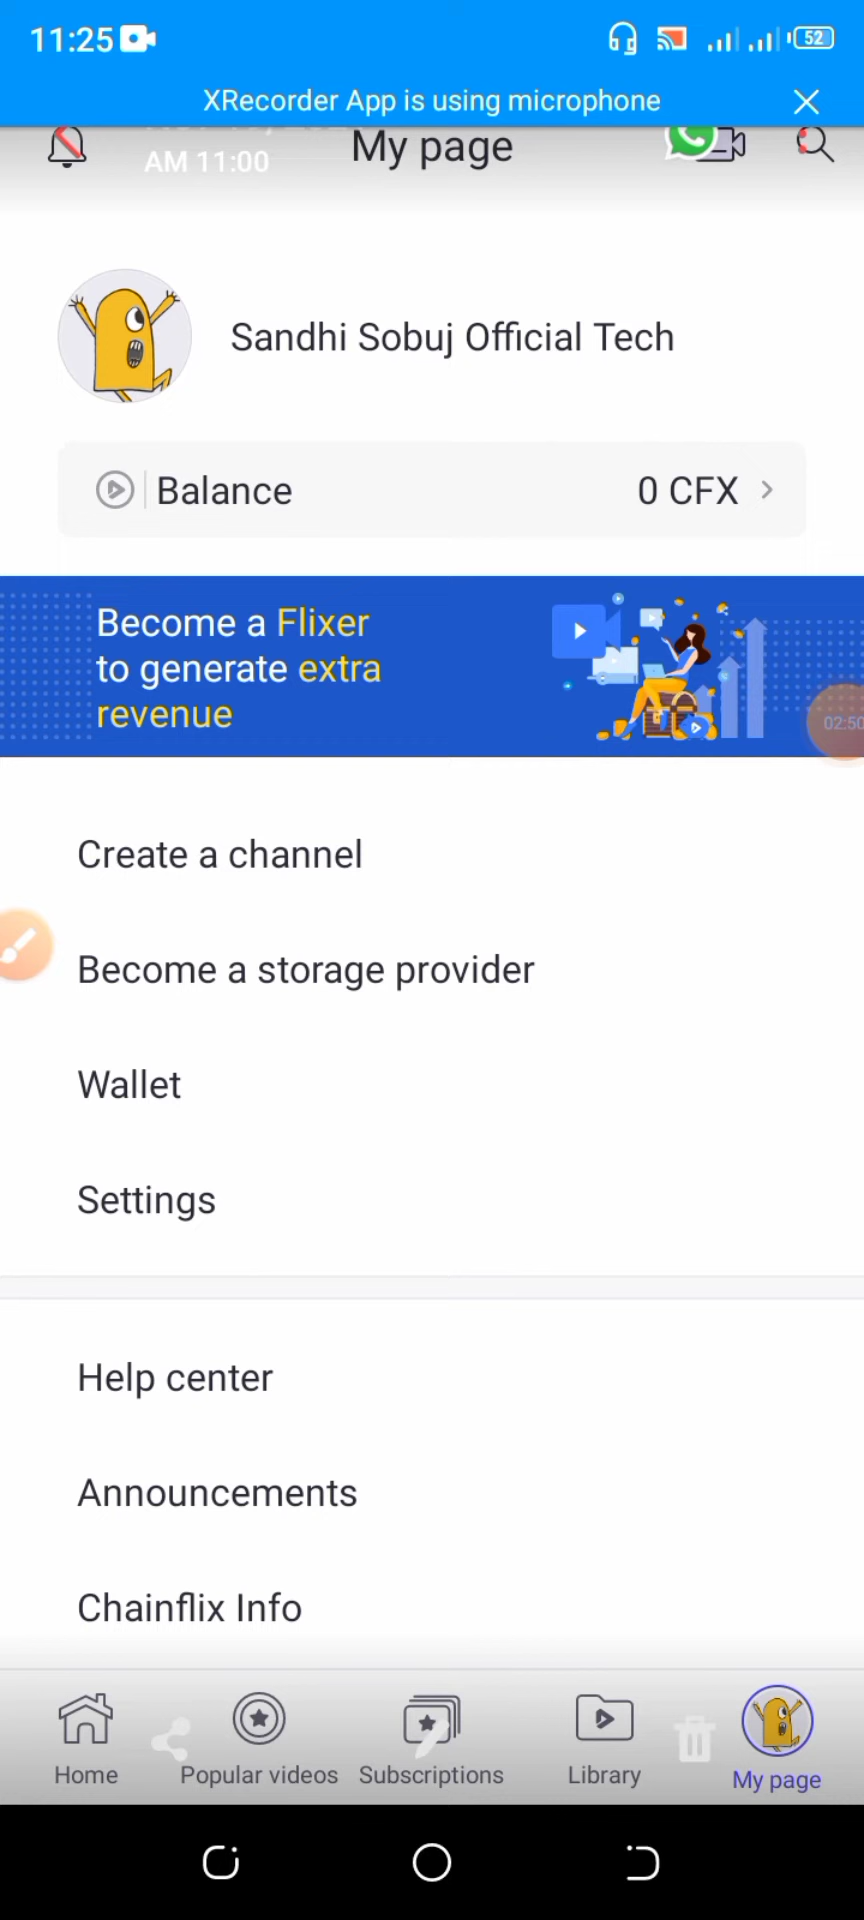 11:25
52
XRecorder App is using microphone
AM 11:00
My page
Sandhi Sobuj Official Tech
Balance
0 CFX
Become a Flixer
to generate extra
revenue
02:50
Create a channel
Become a storage provider
Wallet
Settings
Help center
Announcements
Chainflix Info
Home
Popular videos
Subscriptions
Library
My page